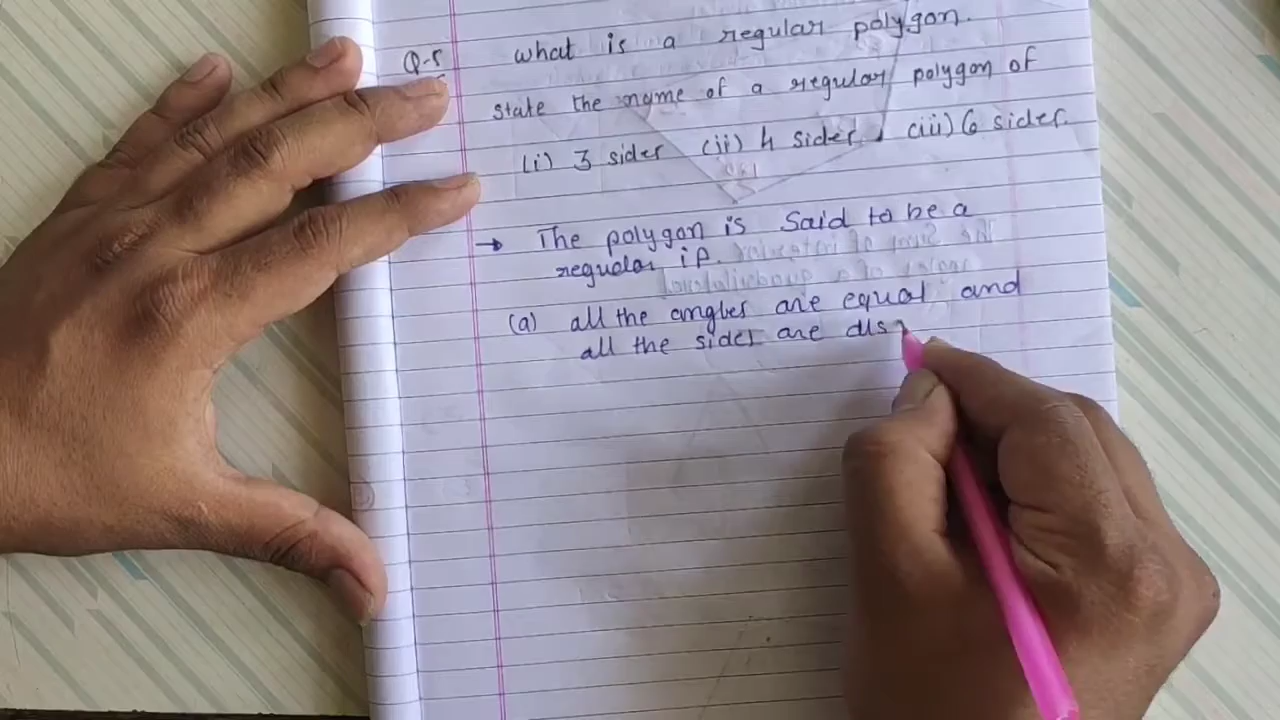 Q-5 what is a regular polygon.
state the name of a regular polygon of
(i) 3 sides (ii) 4 sides (iii) 6 sides.
→ The polygon is Said to be a
regular if.
(a) all the angles are equal and
all the sides are als